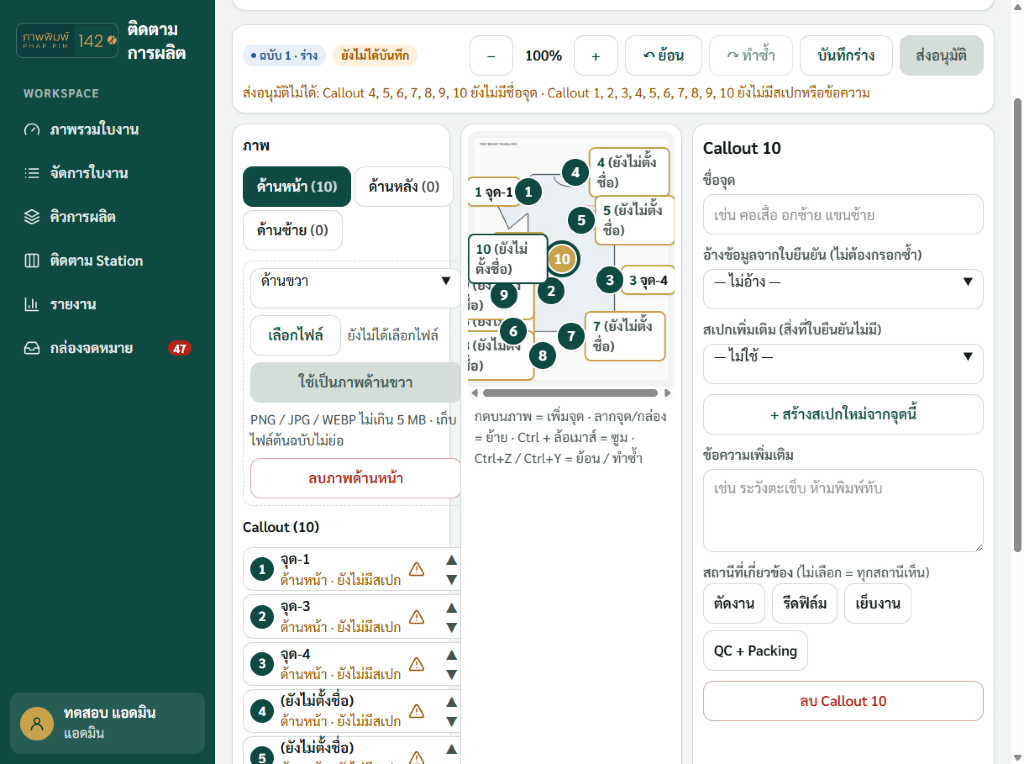 ภาพพิมพ์
PHAP PIM
142
ติดตาม
การผลิต
WORKSPACE
ภาพรวมใบงาน
จัดการใบงาน
คิวการผลิต
ติดตาม Station
รายงาน
กล่องจดหมาย 47
ทดสอบ แอดมิน
แอดมิน
• ฉบับ 1 · ร่าง ยังไม่ได้บันทึก
− 100% + ↶ ย้อน ↷ ทำซ้ำ บันทึกร่าง ส่งอนุมัติ
ส่งอนุมัติไม่ได้: Callout 4, 5, 6, 7, 8, 9, 10 ยังไม่มีชื่อจุด · Callout 1, 2, 3, 4, 5, 6, 7, 8, 9, 10 ยังไม่มีสเปกหรือข้อความ
ภาพ
ด้านหน้า (10) ด้านหลัง (0)
ด้านซ้าย (0)
ด้านขวา ▼
เลือกไฟล์ ยังไม่ได้เลือกไฟล์
ใช้เป็นภาพด้านขวา
PNG / JPG / WEBP ไม่เกิน 5 MB · เก็บ
ไฟล์ต้นฉบับไม่ย่อ
ลบภาพด้านหน้า
Callout (10)
1 จุด-1
ด้านหน้า · ยังไม่มีสเปก
▲
▼
2 จุด-3
ด้านหน้า · ยังไม่มีสเปก
▲
▼
3 จุด-4
ด้านหน้า · ยังไม่มีสเปก
▲
▼
4 (ยังไม่ตั้งชื่อ)
ด้านหน้า · ยังไม่มีสเปก
▲
▼
5 (ยังไม่ตั้งชื่อ)
▲
4
4 (ยังไม่ตั้ง
ชื่อ)
1 จุด-1 1
5
5 (ยังไม่ตั้ง
ชื่อ)
10 (ยังไม่
ตั้งชื่อ)
10
3 3 จุด-4
2
9
6
7
7 (ยังไม่ตั้ง
ชื่อ)
8
กดบนภาพ = เพิ่มจุด · ลากจุด/กล่อง
= ย้าย · Ctrl + ล้อเมาส์ = ซูม ·
Ctrl+Z / Ctrl+Y = ย้อน / ทำซ้ำ
Callout 10
ชื่อจุด
เช่น คอเสื้อ อกซ้าย แขนซ้าย
อ้างข้อมูลจากใบยืนยัน (ไม่ต้องกรอกซ้ำ)
— ไม่อ้าง — ▼
สเปกเพิ่มเติม (สิ่งที่ใบยืนยันไม่มี)
— ไม่ใช้ — ▼
+ สร้างสเปกใหม่จากจุดนี้
ข้อความเพิ่มเติม
เช่น ระวังตะเข็บ ห้ามพิมพ์ทับ
สถานีที่เกี่ยวข้อง (ไม่เลือก = ทุกสถานีเห็น)
ตัดงาน รีดฟิล์ม เย็บงาน
QC + Packing
ลบ Callout 10